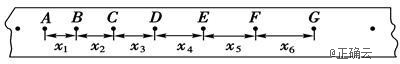 A B C D E F G
x₁ x₂ x₃ x₄ x₅ x₆
@正确云